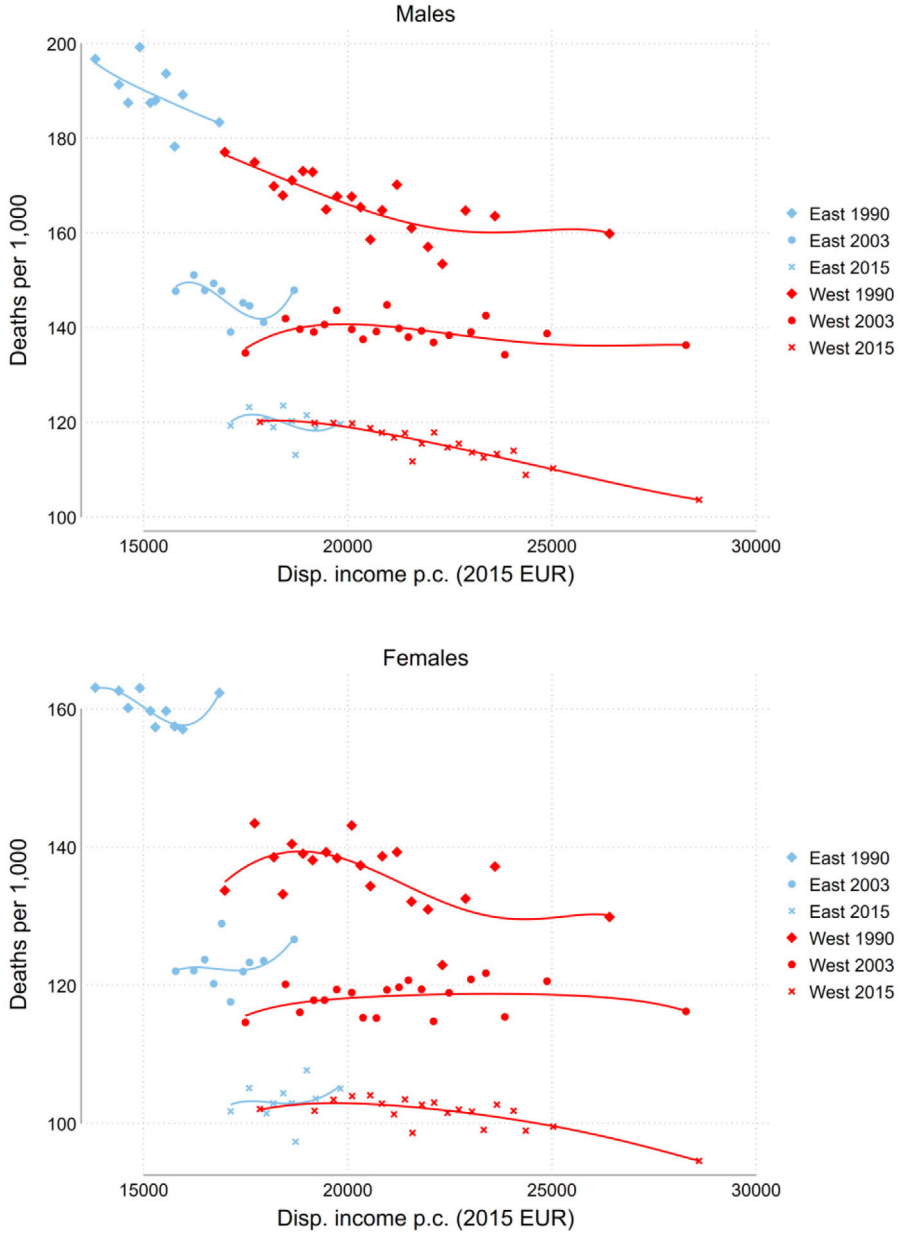 Males
200
180
160
140
120
100
Deaths per 1,000
15000 20000 25000 30000
Disp. income p.c. (2015 EUR)
East 1990
East 2003
East 2015
West 1990
West 2003
West 2015
Females
160
140
120
100
Deaths per 1,000
15000 20000 25000 30000
Disp. income p.c. (2015 EUR)
East 1990
East 2003
East 2015
West 1990
West 2003
West 2015